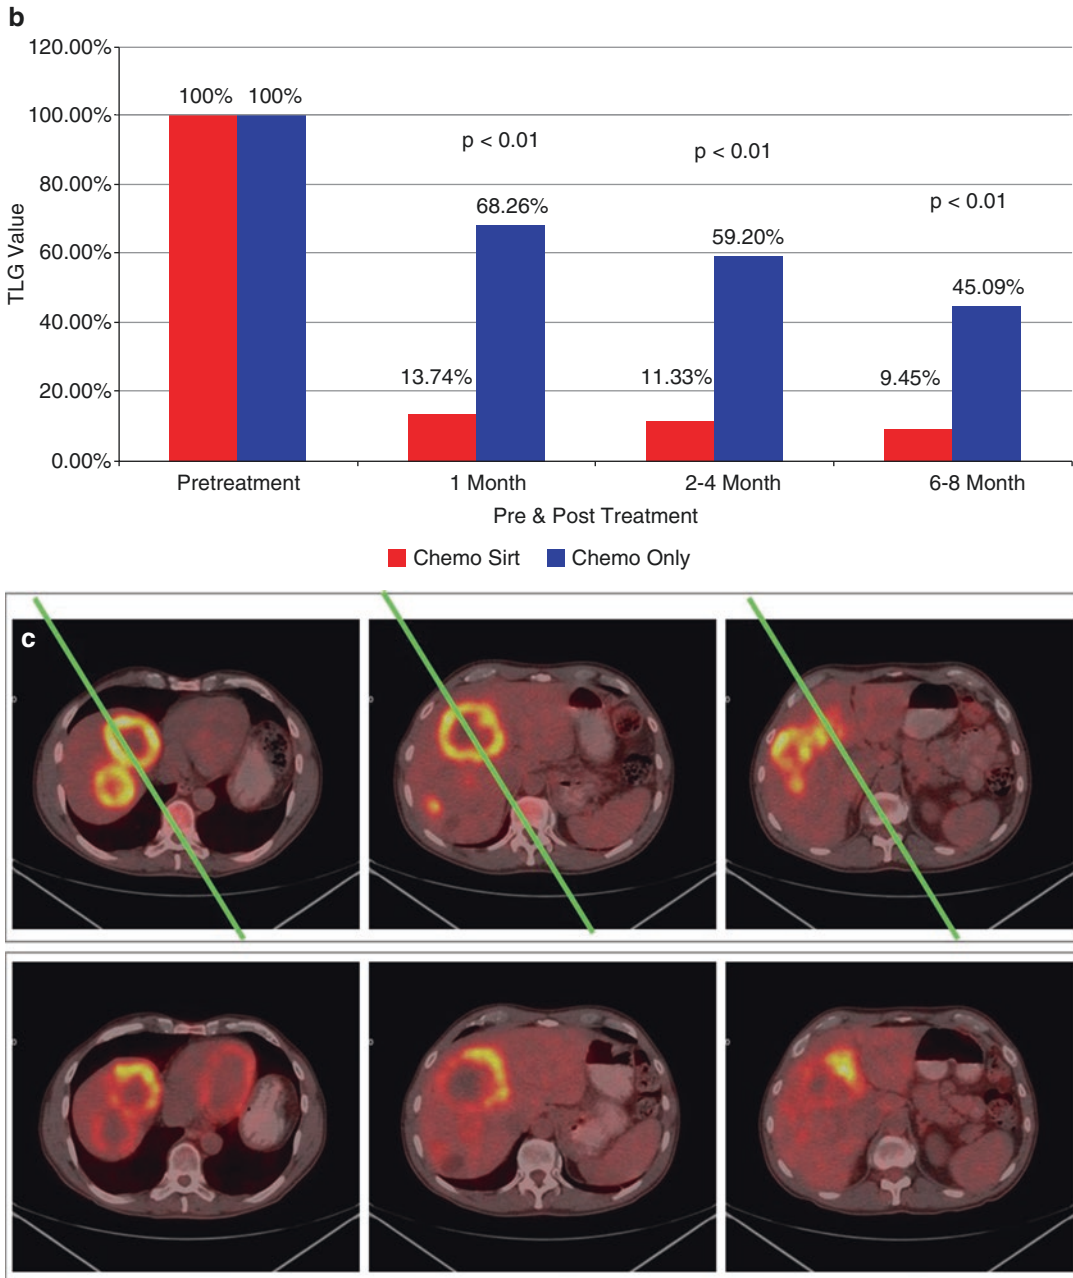 b
120.00%
100.00%
80.00%
60.00%
40.00%
20.00%
0.00%
TLG Value
100% 100%
p < 0.01
p < 0.01
p < 0.01
68.26%
59.20%
45.09%
13.74%
11.33%
9.45%
Pretreatment
1 Month
2-4 Month
6-8 Month
Pre & Post Treatment
Chemo Sirt
Chemo Only
c